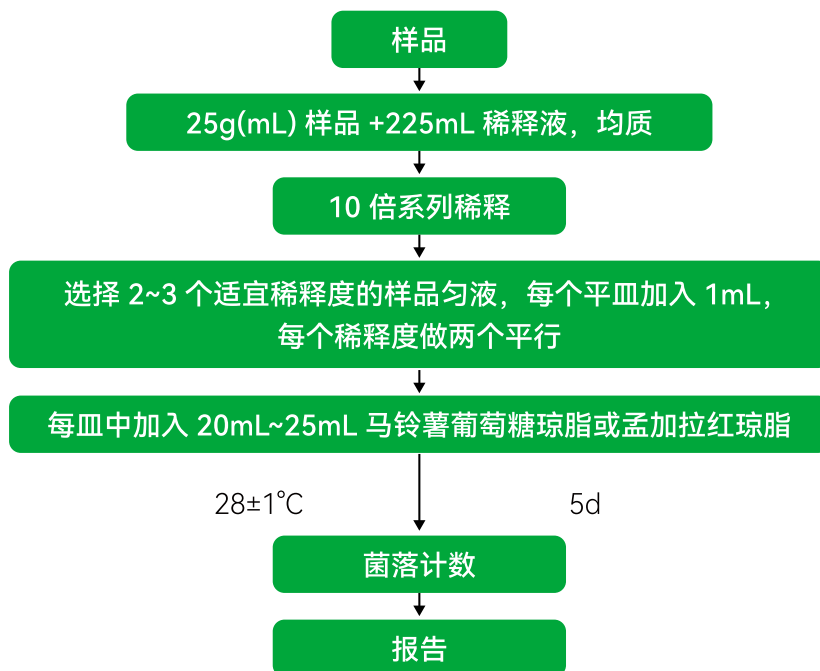 样品
25g(mL) 样品 +225mL 稀释液，均质
10 倍系列稀释
选择 2~3 个适宜稀释度的样品匀液，每个平皿加入 1mL，
每个稀释度做两个平行
每皿中加入 20mL~25mL 马铃薯葡萄糖琼脂或孟加拉红琼脂
28±1°C 5d
菌落计数
报告